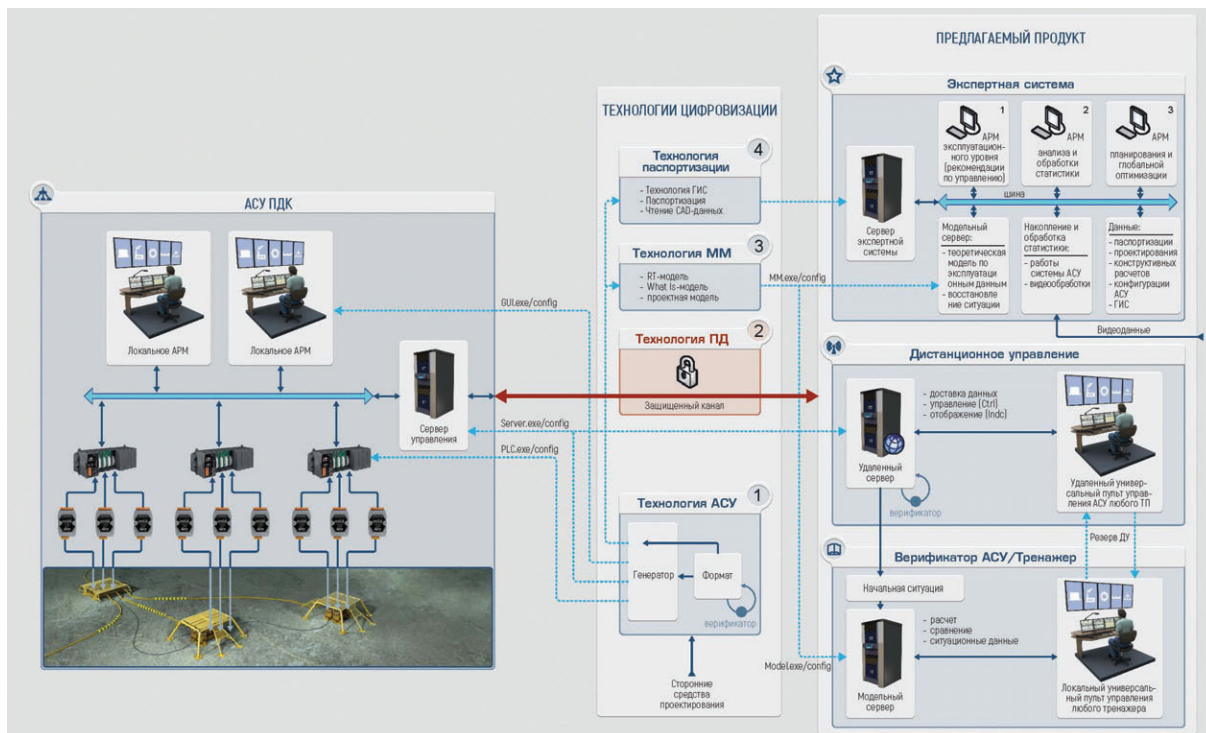 АСУ ПДК
Локальное АРМ
Локальное АРМ
Сервер
управления
GUI.exe/config
Server.exe/config
PLC.exe/config
ТЕХНОЛОГИИ ЦИФРОВИЗАЦИИ
4
Технология
паспортизации
- Технология ГИС
- Паспортизация
- Чтение CAD-данных
3
Технология ММ
- RT-модель
- What Is-модель
- проектная модель
2
Технология ПД
Защищенный канал
1
Технология АСУ
Генератор
Формат
верификатор
Сторонние
средства
проектирования
MM.exe/config
Model.exe/config
ПРЕДЛАГАЕМЫЙ ПРОДУКТ
Экспертная система
Сервер
экспертной
системы
1
АРМ
эксплуатацион-
ного уровня
(рекомендации
по управлению)
2
АРМ
анализа и
обработки
статистики
3
АРМ
планирования и
глобальной
оптимизации
шина
Модельный
сервер:
- теоретическая
модель по
эксплуатаци
онным данным
- восстановле
ние ситуации
Накопление и
обработка
статистики:
- работы
системы АСУ
- видеообработки
Данные:
- паспортизации
- проектирования
- конструктивных
расчетов
- конфигурации
АСУ
- ГИС
Видеоданные
Дистанционное управление
- доставка данных
- управление (Ctrl)
- отображение (Indc)
Удаленный
сервер
верификатор
Удаленный универ-
сальный пульт управ-
ления АСУ любого ТП
Резерв ДУ
Верификатор АСУ/Тренажер
Начальная ситуация
- расчет
- сравнение
- ситуационные данные
Модельный
сервер
Локальный универсаль-
ный пульт управления
любого тренажера